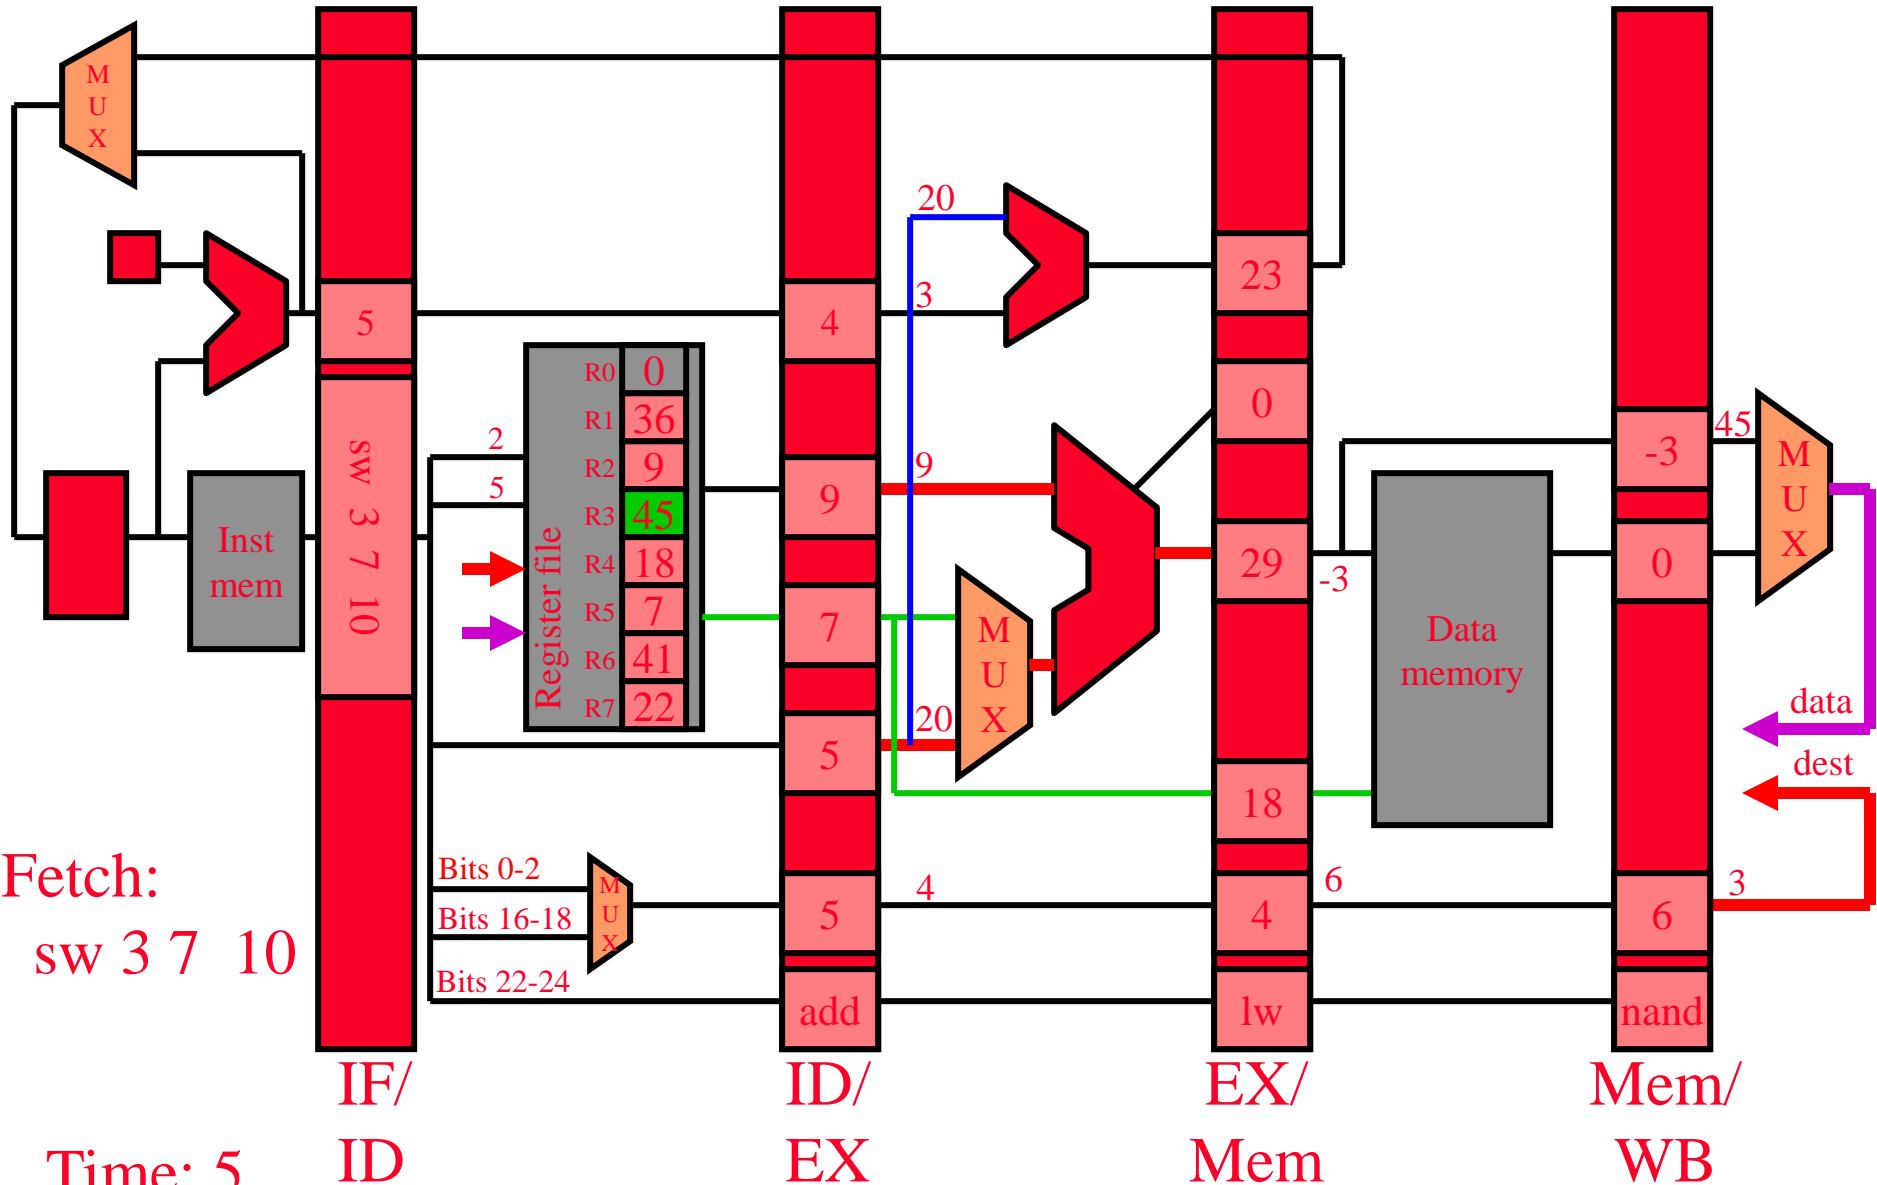 M
U
X
20
23
3
5
4
R0 0
R1 36
R2 9
R3 45
R4 18
R5 7
R6 41
R7 22
Register file
2
5
sw 3 7 10
Inst
mem
9
9
7
20
5
M
U
X
0
29
-3
18
Data
memory
-3
45
0
M
U
X
data
dest
Bits 0-2
Bits 16-18
Bits 22-24
M
U
X
5
4
4
6
6
3
add
lw
nand
Fetch:
sw 3 7 10
Time: 5
IF/
ID
ID/
EX
EX/
Mem
Mem/
WB